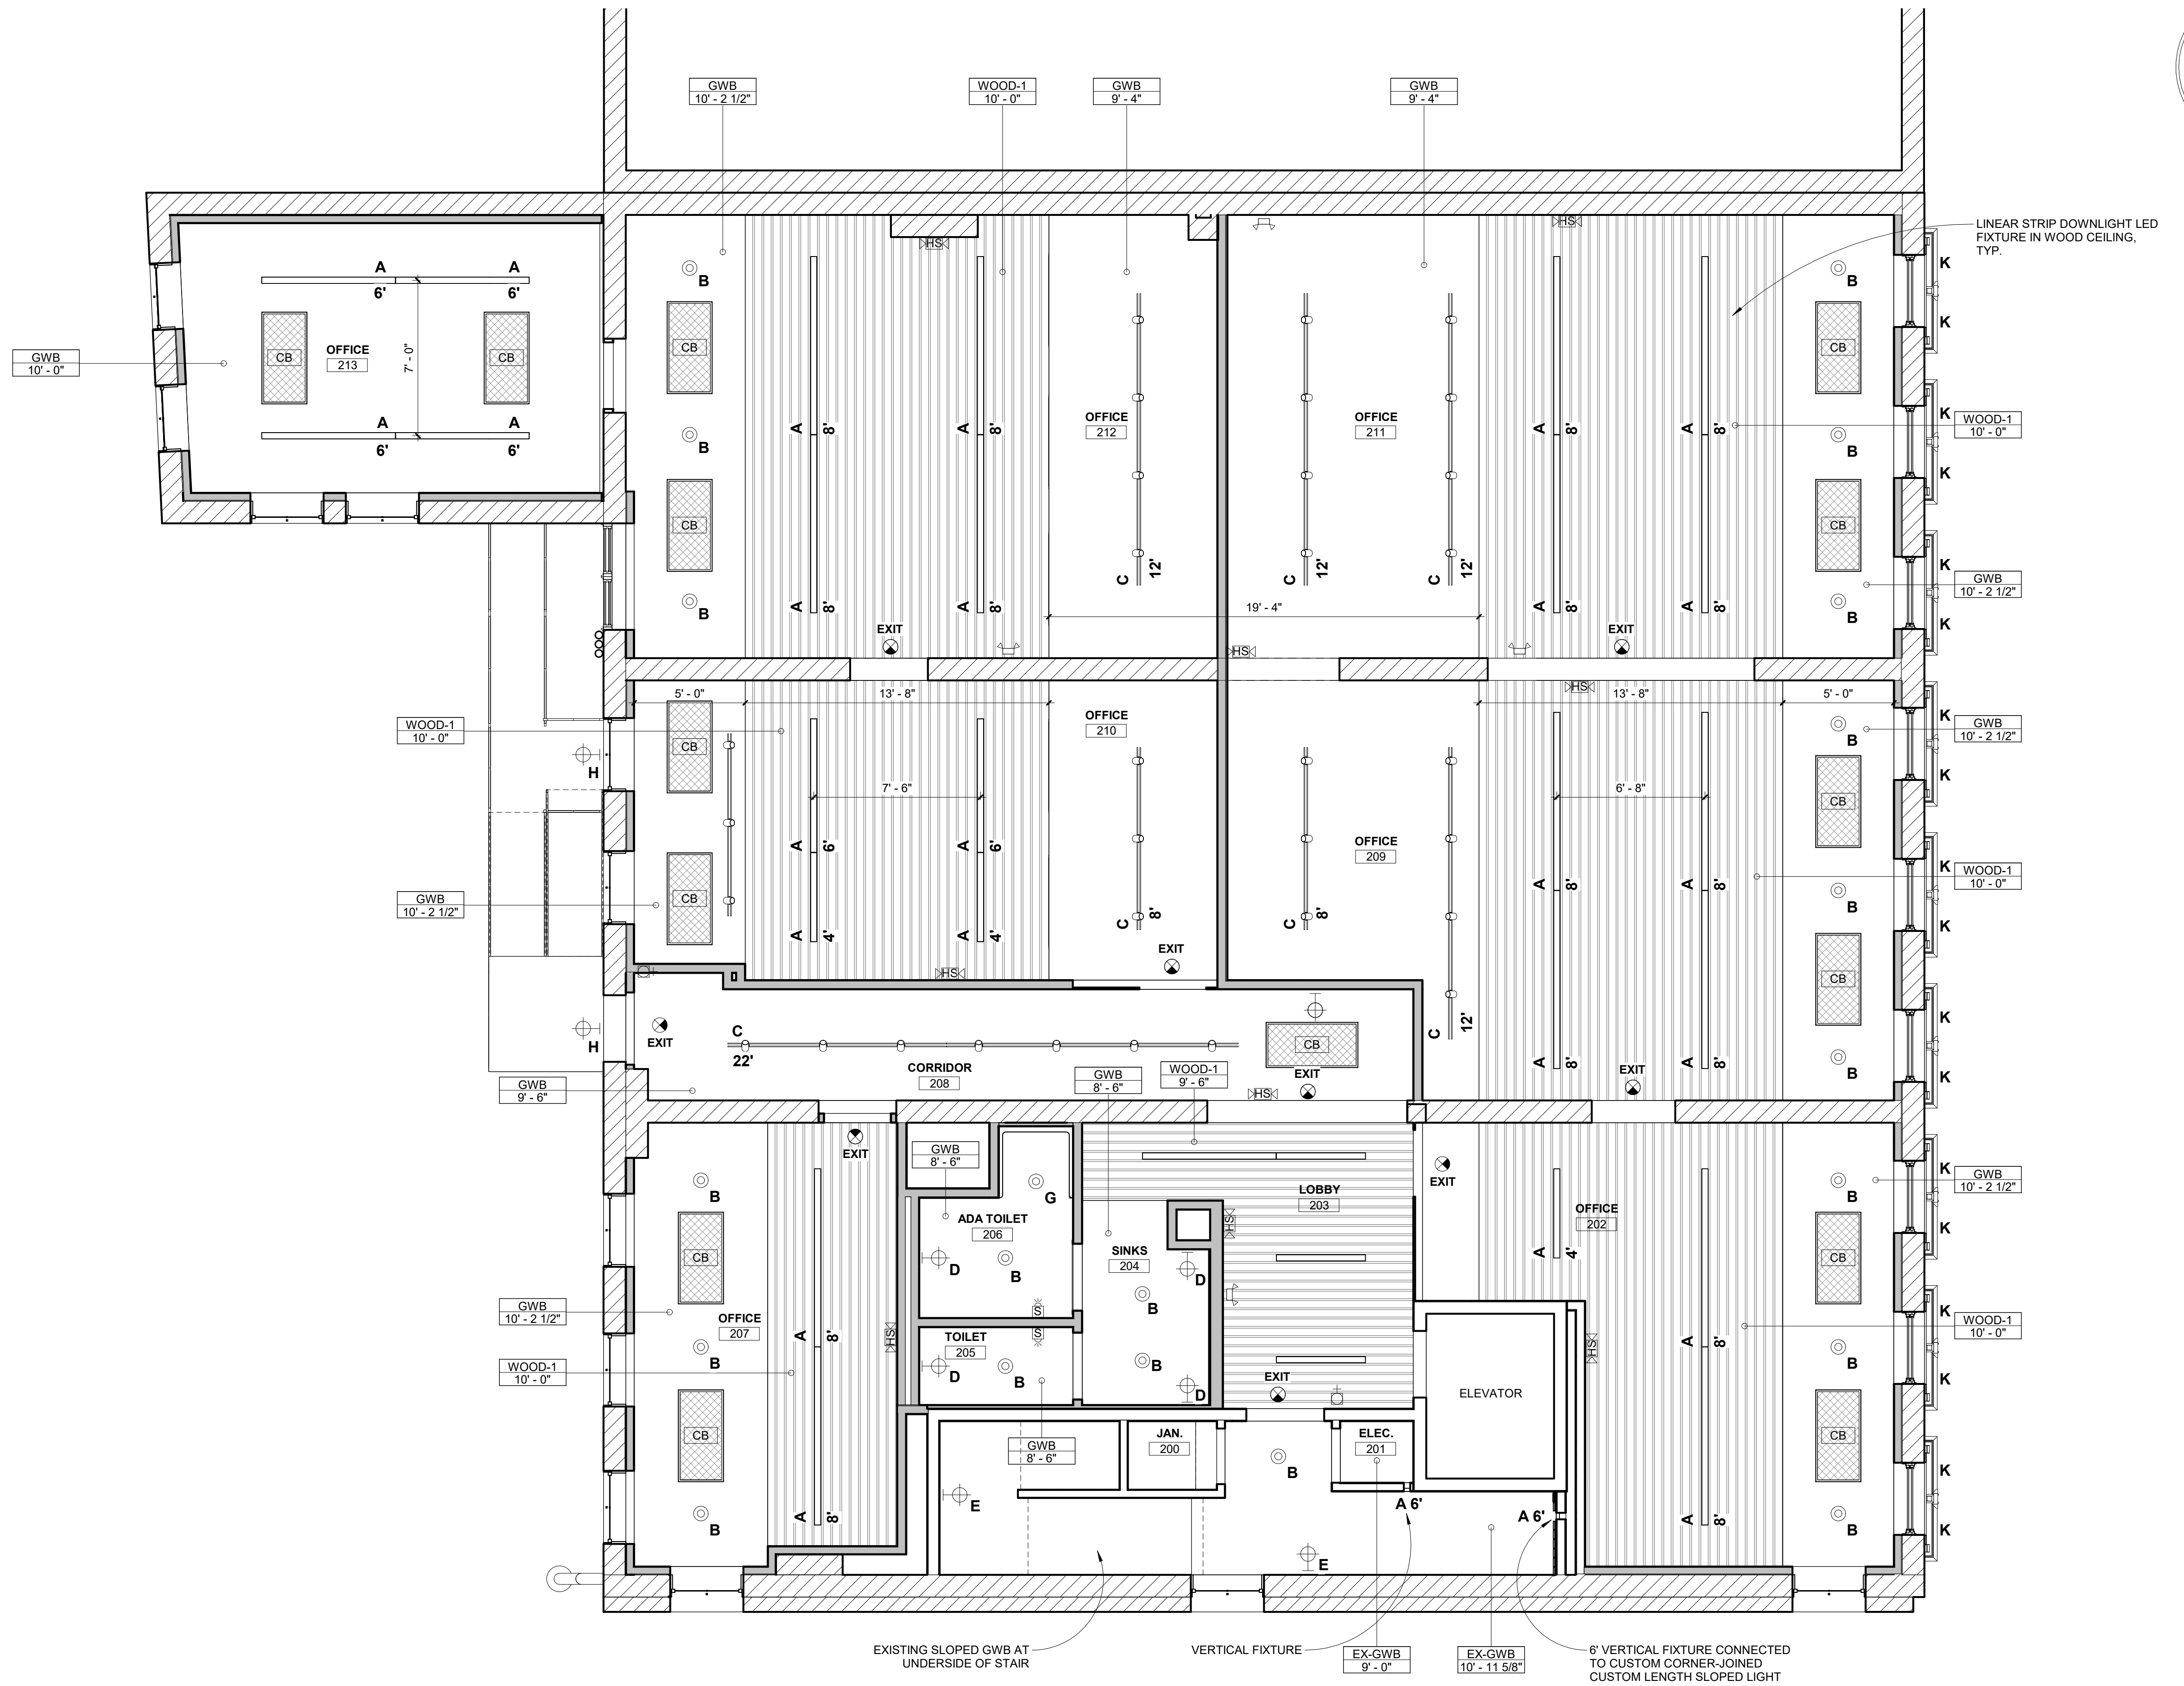 GWB
10' - 2 1/2"
WOOD-1
10' - 0"
GWB
9' - 4"
GWB
9' - 4"
LINEAR STRIP DOWNLIGHT LED
FIXTURE IN WOOD CEILING,
TYP.
HS
HS
A
6'
A
6'
B
B
K
K
GWB
10' - 0"
CB
OFFICE
213
CB
7' - 0"
CB
CB
A
6'
A
6'
A 8'
A 8'
OFFICE
212
OFFICE
211
A 8'
A 8'
K
WOOD-1
10' - 0"
B
B
K
CB
CB
K
GWB
10' - 2 1/2"
C 12'
C 12'
C 12'
B
A 8'
A 8'
A 8'
A 8'
B
K
19' - 4"
EXIT
EXIT
HS
HS
5' - 0"
13' - 8"
13' - 8"
5' - 0"
WOOD-1
10' - 0"
CB
OFFICE
210
B
K
GWB
10' - 2 1/2"
H
K
7' - 6"
6' - 8"
CB
A 6'
A 6'
OFFICE
209
K
WOOD-1
10' - 0"
GWB
10' - 2 1/2"
CB
A 8'
A 8'
B
K
A 4'
A 4'
C 8'
C 8'
EXIT
HS
CB
H
EXIT
C
22'
CB
C 12'
K
CORRIDOR
208
GWB
8' - 6"
WOOD-1
9' - 6"
EXIT
A 8'
A 8'
EXIT
B
K
GWB
9' - 6"
HS
EXIT
GWB
8' - 6"
EXIT
K
GWB
10' - 2 1/2"
B
G
LOBBY
203
OFFICE
202
B
K
ADA TOILET
206
HS
SINKS
204
CB
D
B
D
A 4'
CB
B
GWB
10' - 2 1/2"
OFFICE
207
S
S
K
WOOD-1
10' - 0"
A 8'
HS
TOILET
205
HS
A 8'
B
B
K
WOOD-1
10' - 0"
D
B
B
D
EXIT
ELEVATOR
CB
GWB
8' - 6"
JAN.
200
ELEC.
201
CB
B
K
E
A 6'
A 6'
B
A 8'
A 8'
B
K
E
EXISTING SLOPED GWB AT
UNDERSIDE OF STAIR
VERTICAL FIXTURE
EX-GWB
9' - 0"
EX-GWB
10' - 11 5/8"
6' VERTICAL FIXTURE CONNECTED
TO CUSTOM CORNER-JOINED
CUSTOM LENGTH SLOPED LIGHT